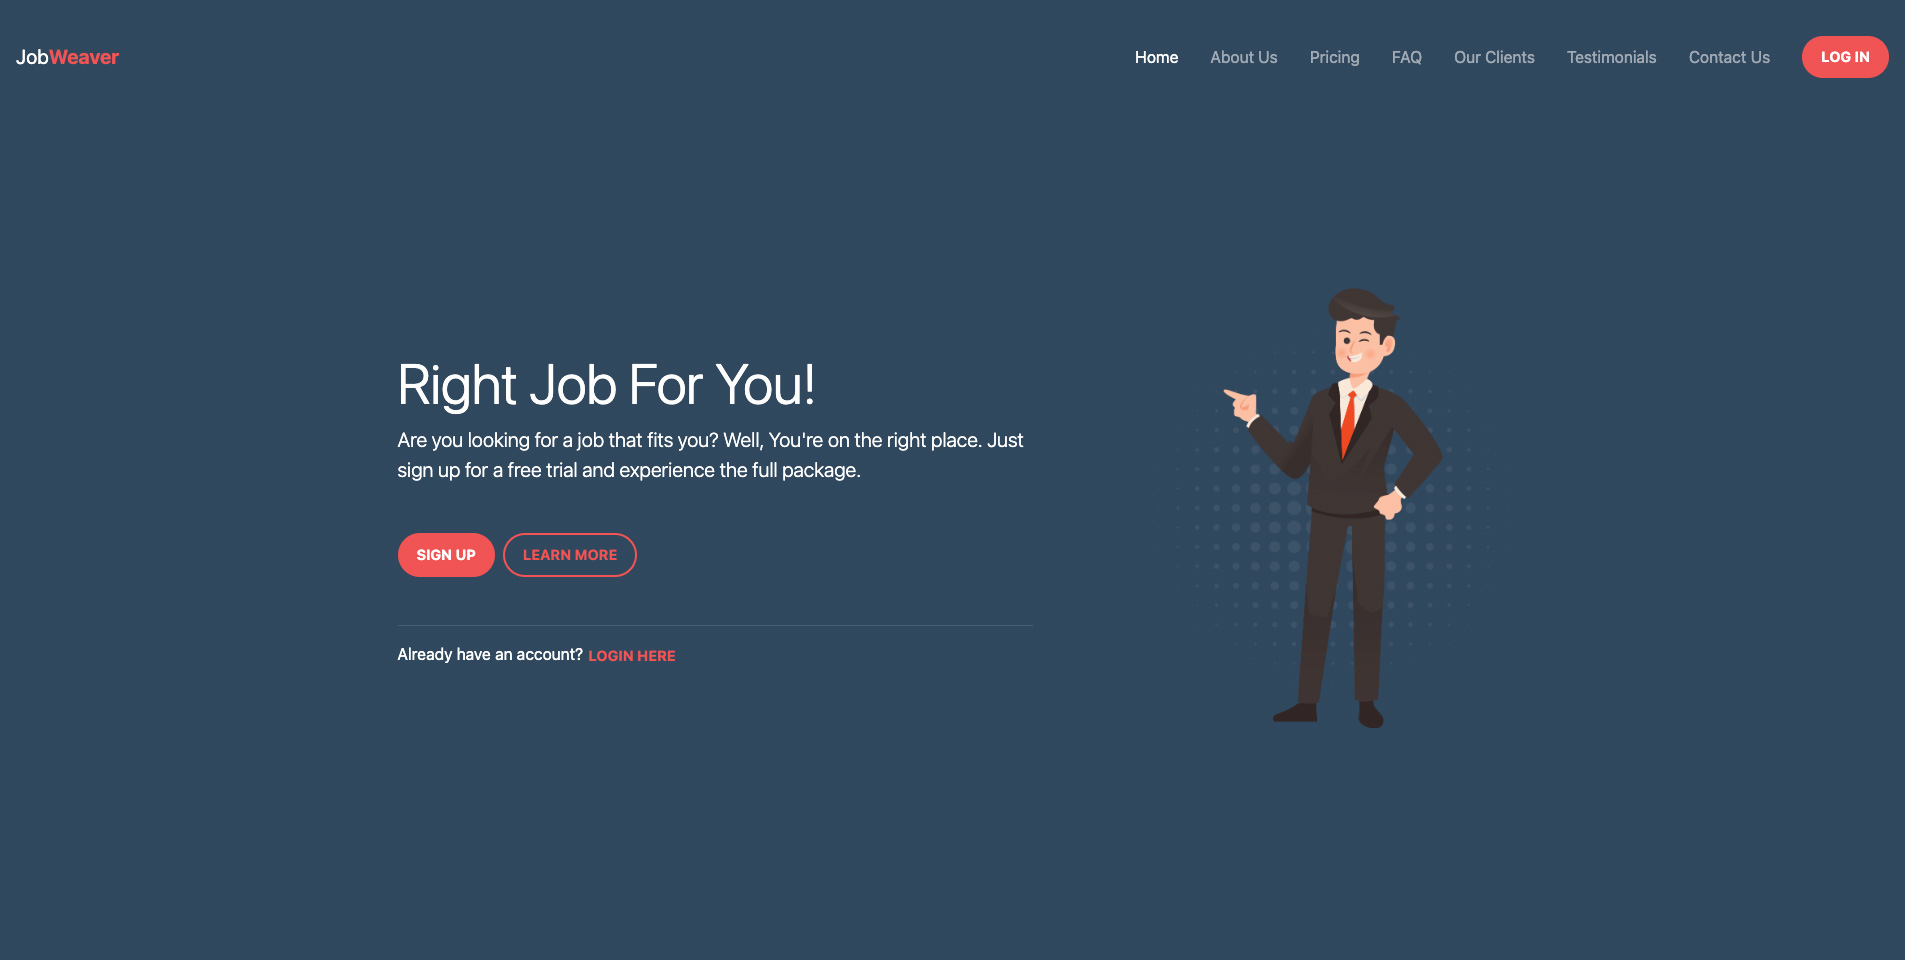 JobWeaver
Home About Us Pricing FAQ Our Clients Testimonials Contact Us LOG IN
Right Job For You!
Are you looking for a job that fits you? Well, You're on the right place. Just
sign up for a free trial and experience the full package.
SIGN UP LEARN MORE
Already have an account? LOGIN HERE